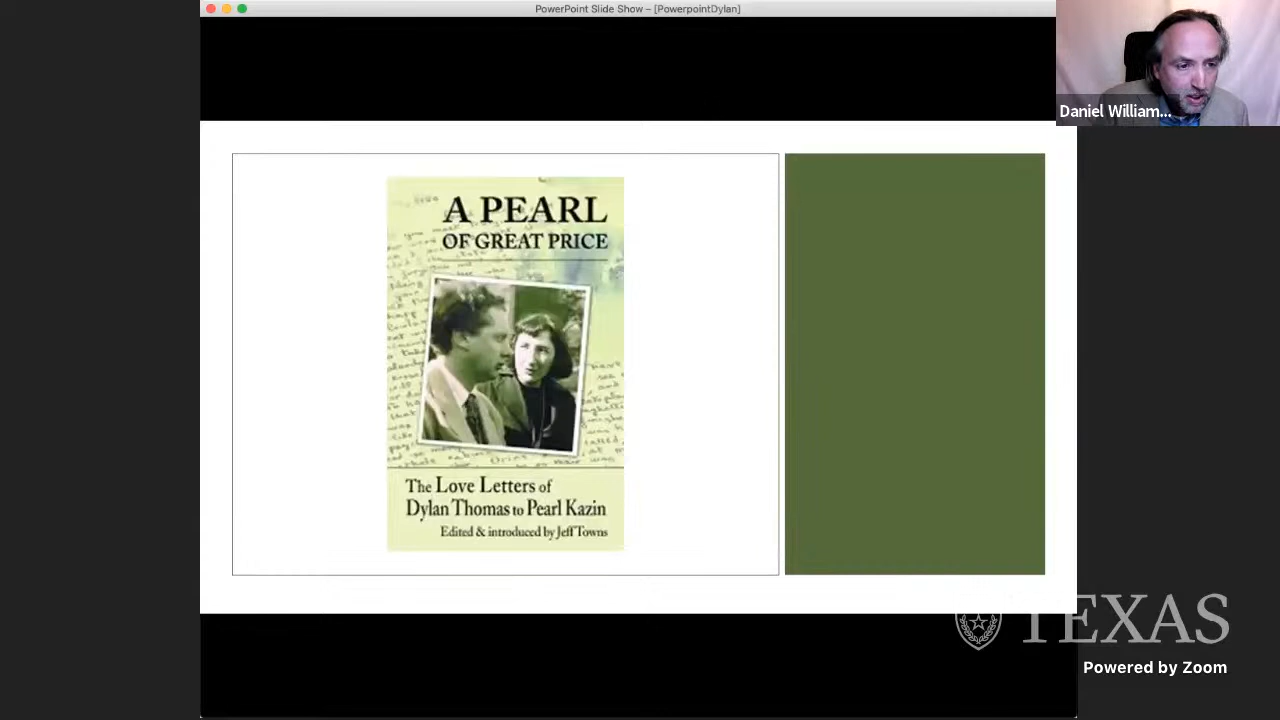 PowerPoint Slide Show – [PowerpointDylan]
Daniel William...
A PEARL
OF GREAT PRICE
The Love Letters of
Dylan Thomas to Pearl Kazin
Edited & introduced by Jeff Towns
TEXAS
Powered by Zoom